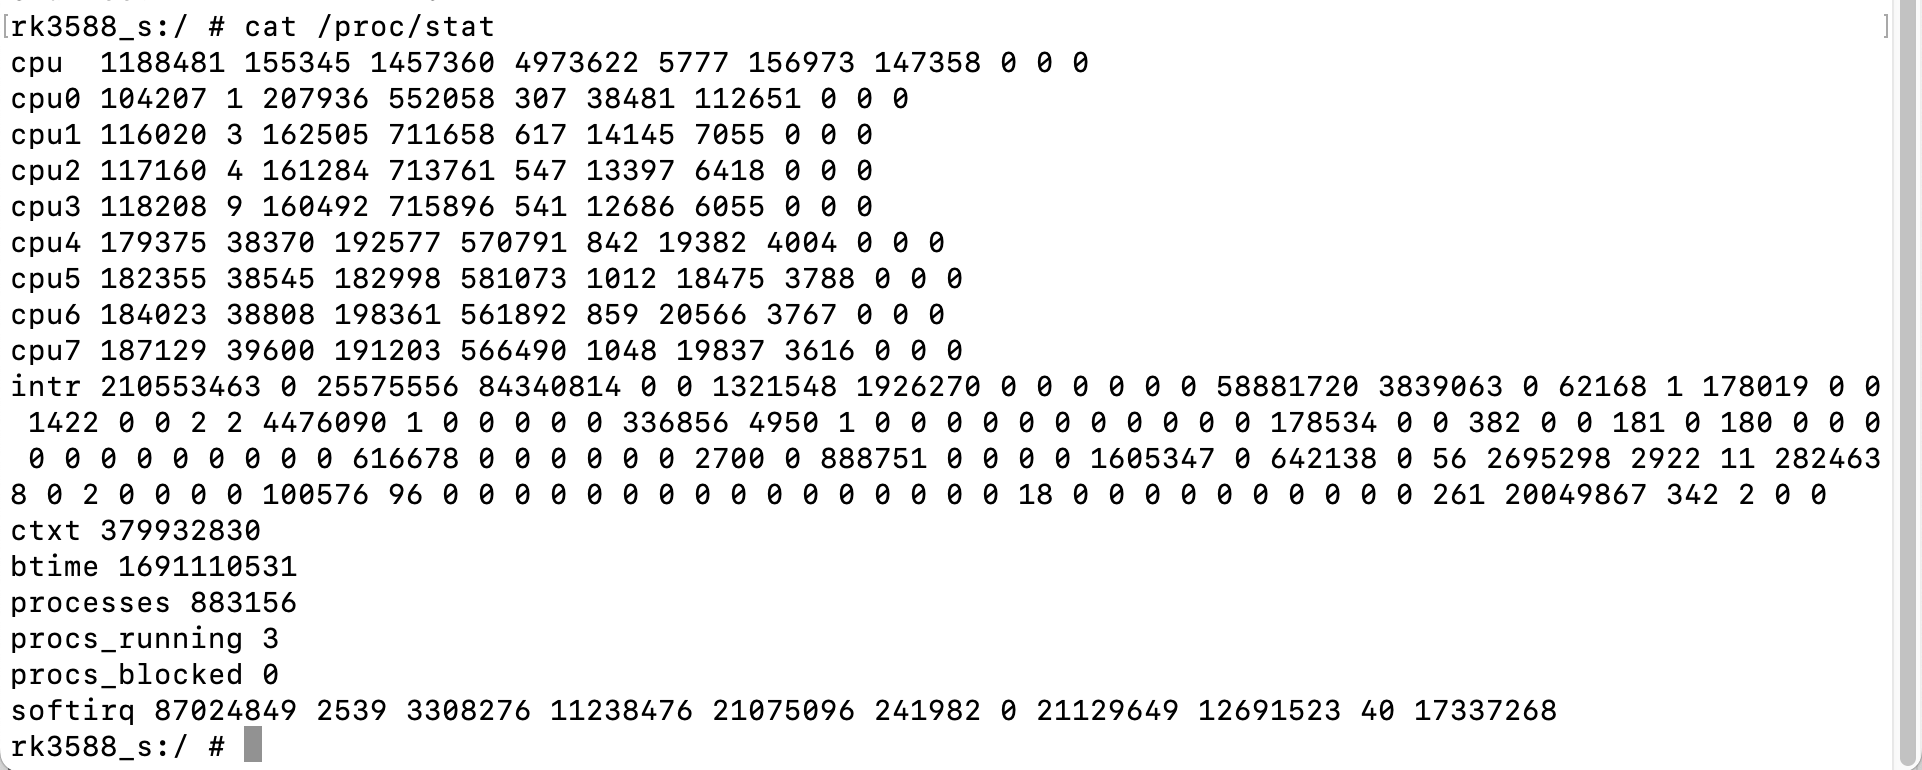 [rk3588_s:/ # cat /proc/stat ]
cpu  1188481 155345 1457360 4973622 5777 156973 147358 0 0 0
cpu0 104207 1 207936 552058 307 38481 112651 0 0 0
cpu1 116020 3 162505 711658 617 14145 7055 0 0 0
cpu2 117160 4 161284 713761 547 13397 6418 0 0 0
cpu3 118208 9 160492 715896 541 12686 6055 0 0 0
cpu4 179375 38370 192577 570791 842 19382 4004 0 0 0
cpu5 182355 38545 182998 581073 1012 18475 3788 0 0 0
cpu6 184023 38808 198361 561892 859 20566 3767 0 0 0
cpu7 187129 39600 191203 566490 1048 19837 3616 0 0 0
intr 210553463 0 25575556 84340814 0 0 1321548 1926270 0 0 0 0 0 0 58881720 3839063 0 62168 1 178019 0 0
 1422 0 0 2 2 4476090 1 0 0 0 0 0 336856 4950 1 0 0 0 0 0 0 0 0 0 0 0 178534 0 0 382 0 0 181 0 180 0 0 0
 0 0 0 0 0 0 0 0 0 616678 0 0 0 0 0 0 2700 0 888751 0 0 0 0 1605347 0 642138 0 56 2695298 2922 11 282463
8 0 2 0 0 0 0 100576 96 0 0 0 0 0 0 0 0 0 0 0 0 0 0 0 0 18 0 0 0 0 0 0 0 0 0 0 261 20049867 342 2 0 0
ctxt 379932830
btime 1691110531
processes 883156
procs_running 3
procs_blocked 0
softirq 87024849 2539 3308276 11238476 21075096 241982 0 21129649 12691523 40 17337268
rk3588_s:/ #